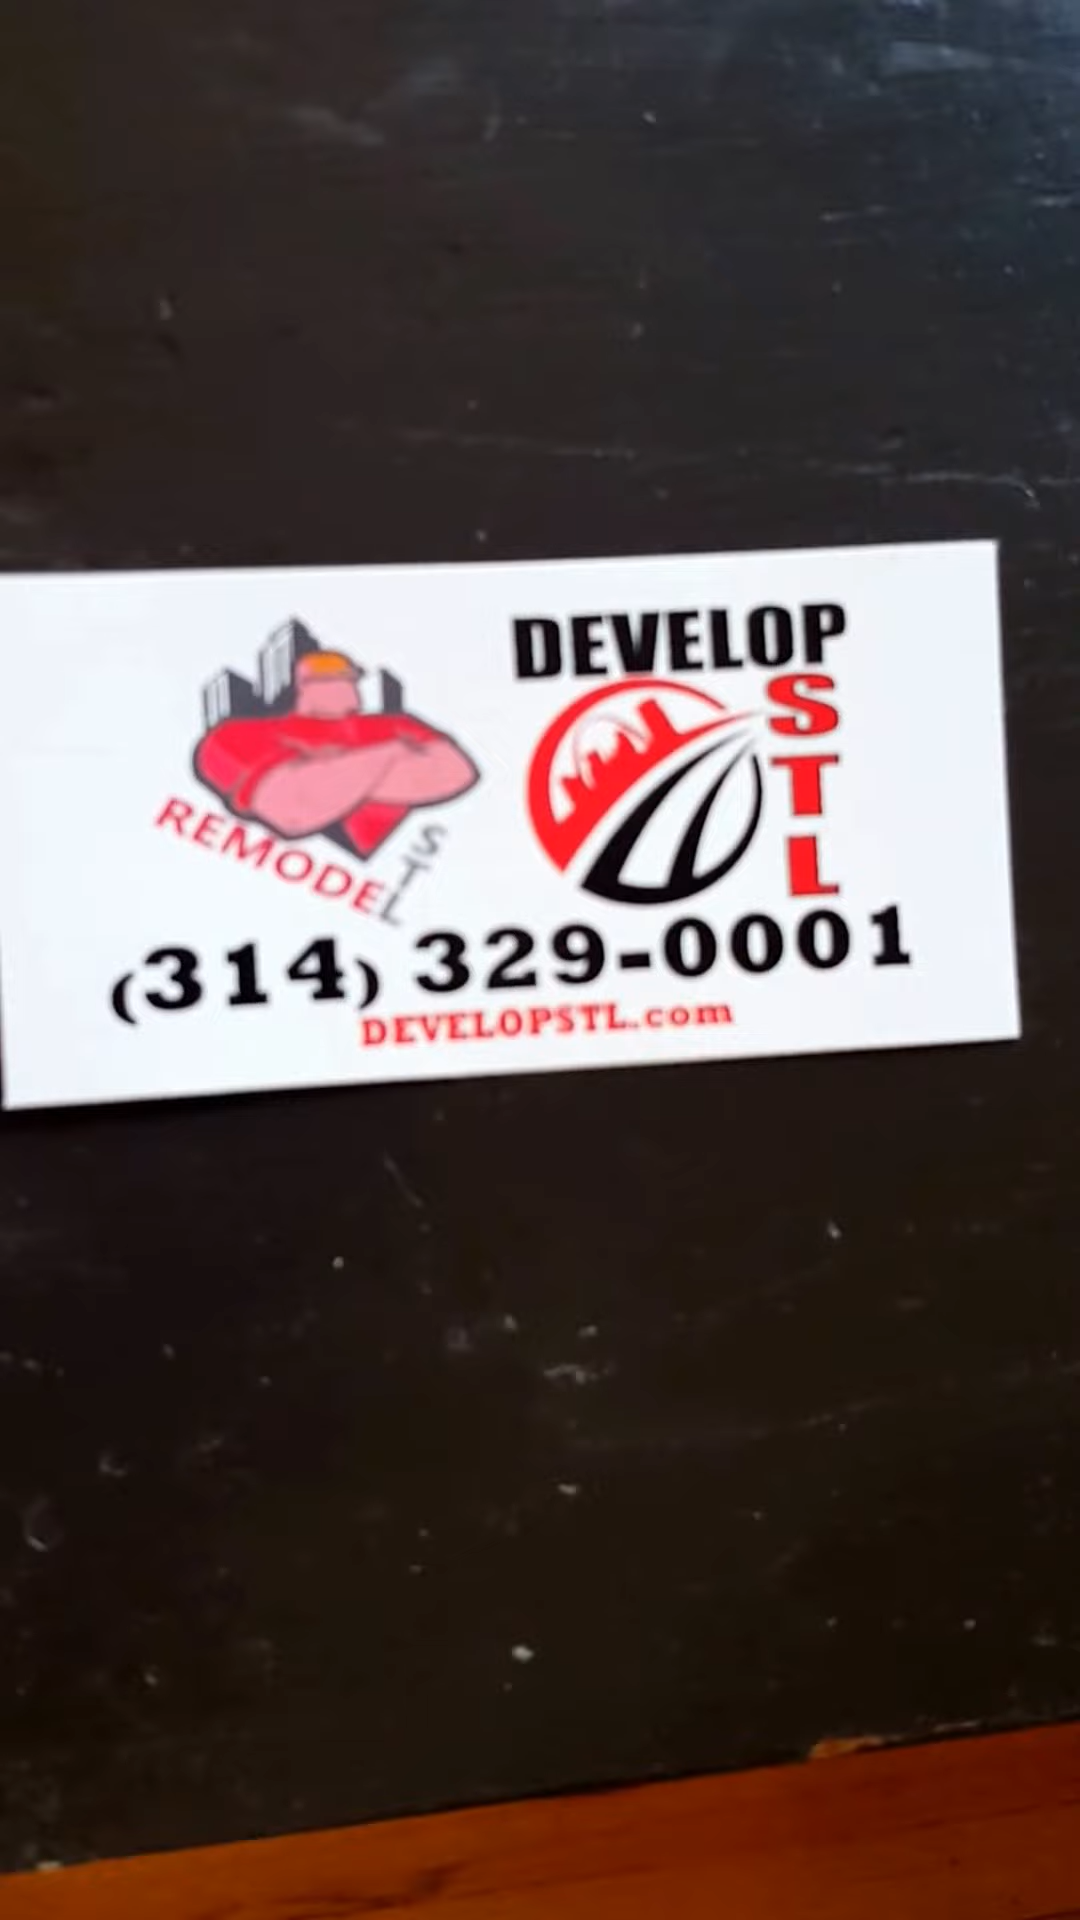 REMODEL
STL
DEVELOP
STL
(314) 329-0001
DEVELOPSTL.com